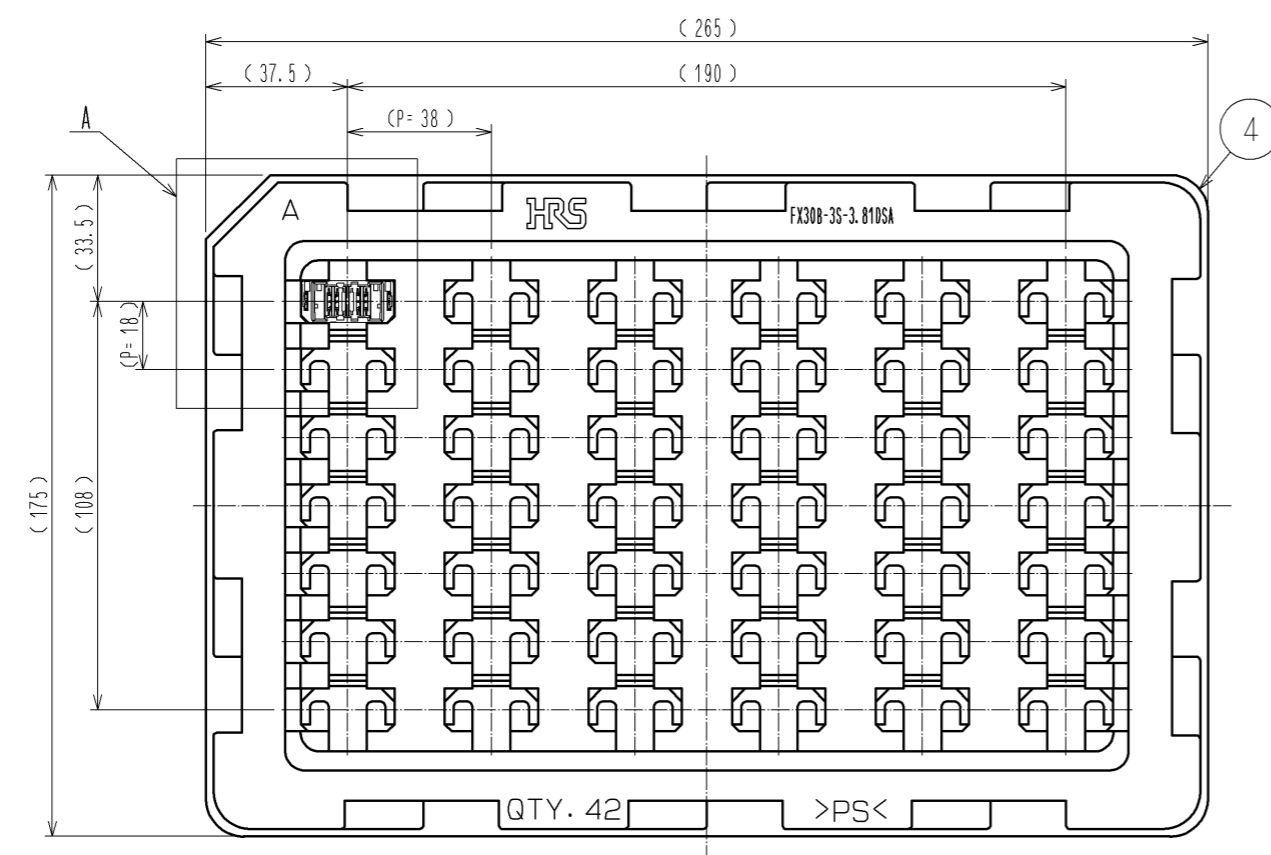 ( 265 )
( 37.5 )
( 190 )
A
(P= 38 )
4
A
HRS
FX30B-3S-3.81DSA
( 33.5 )
(P= 18)
( 175 )
( 108 )
QTY. 42
>PS<